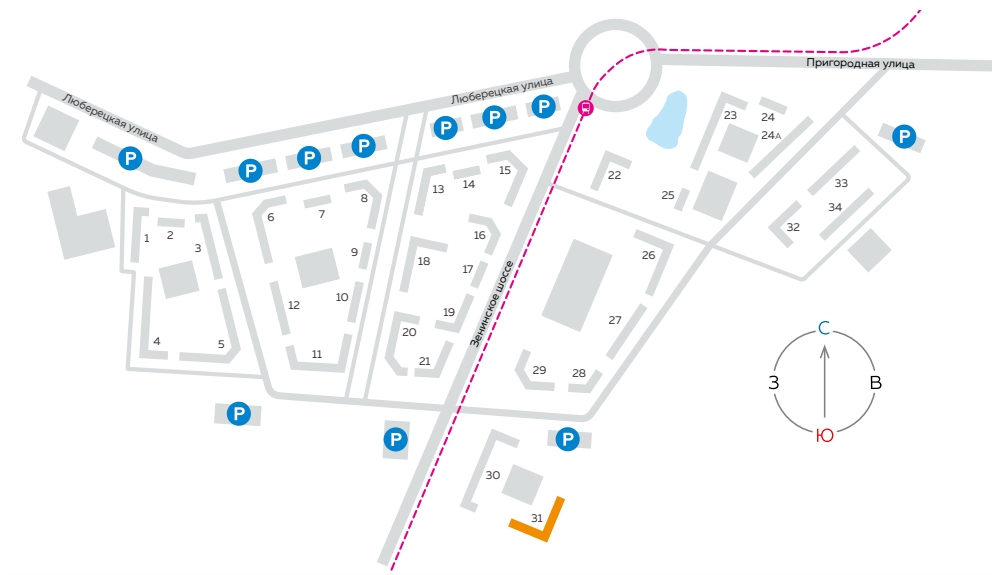 Пригородная улица
Люберецкая улица
Люберецкая улица
P
P
P
23
24
24А
P
P
P
P
P
22
25
33
34
32
13
14
15
6
7
8
1
2
3
16
18
17
9
26
12
10
19
20
21
27
4
5
11
29
28
Зенинское шоссе
С
З
В
Ю
P
P
P
30
31